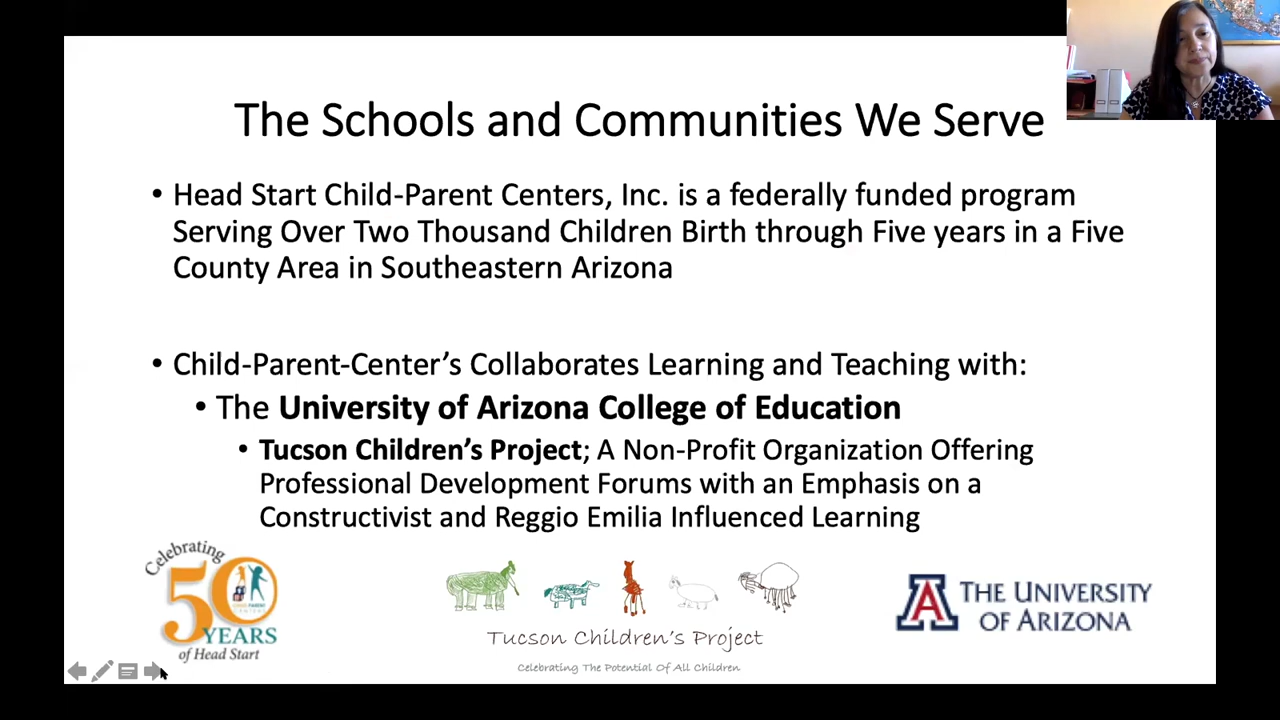 The Schools and Communities We Serve
• Head Start Child-Parent Centers, Inc. is a federally funded program
Serving Over Two Thousand Children Birth through Five years in a Five
County Area in Southeastern Arizona
• Child-Parent-Center’s Collaborates Learning and Teaching with:
• The University of Arizona College of Education
• Tucson Children’s Project; A Non-Profit Organization Offering
Professional Development Forums with an Emphasis on a
Constructivist and Reggio Emilia Influenced Learning
Celebrating
50
YEARS
of Head Start
Tucson Children’s Project
Celebrating The Potential Of All Children
A
THE UNIVERSITY
OF ARIZONA